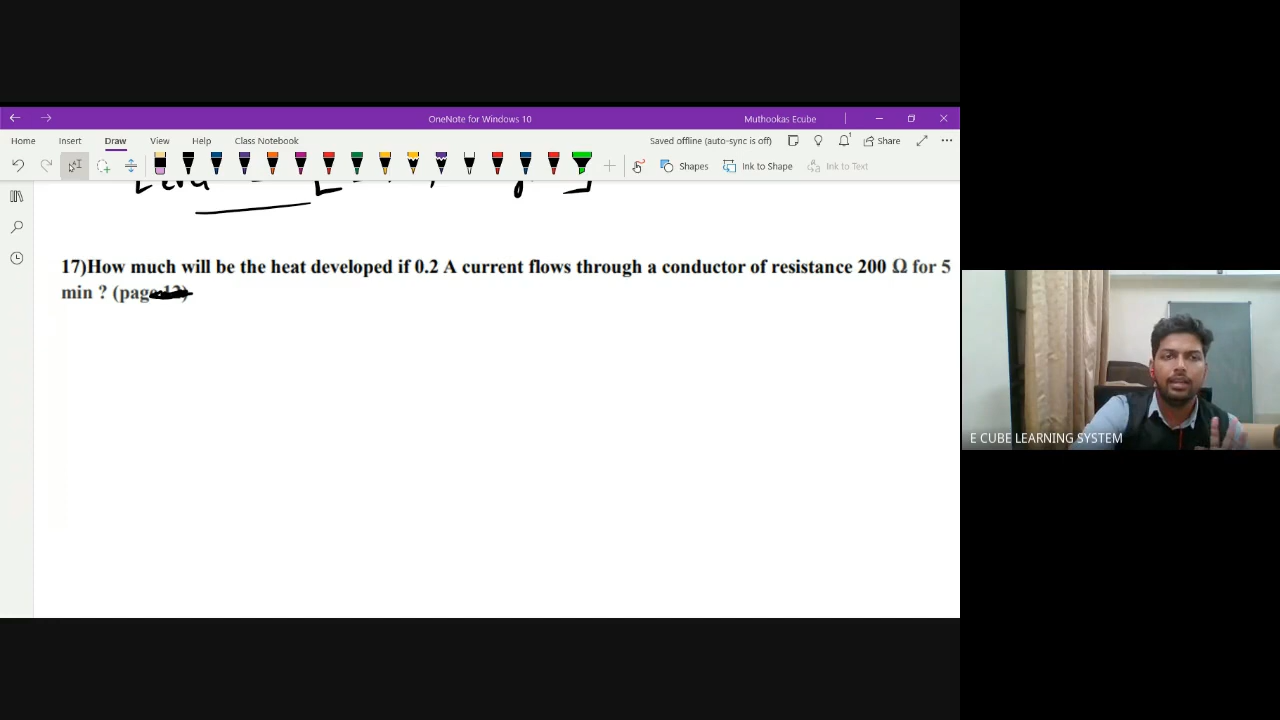 OneNote for Windows 10
Muthookas Ecube
Home Insert Draw View Help Class Notebook
Saved offline (auto-sync is off)
Share
Shapes
Ink to Shape
Ink to Text
17)How much will be the heat developed if 0.2 A current flows through a conductor of resistance 200 Ω for 5
min ? (page 
E CUBE LEARNING SYSTEM